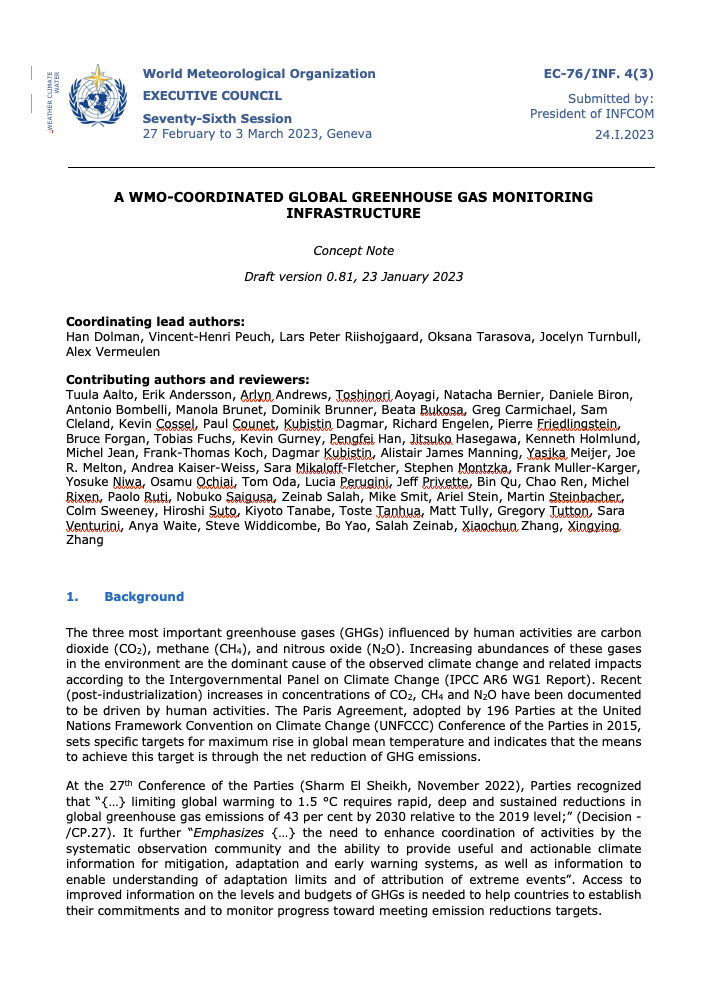 WEATHER CLIMATE
WATER
World Meteorological Organization
EXECUTIVE COUNCIL
Seventy-Sixth Session
27 February to 3 March 2023, Geneva
EC-76/INF. 4(3)
Submitted by:
President of INFCOM
24.I.2023
A WMO-COORDINATED GLOBAL GREENHOUSE GAS MONITORING
INFRASTRUCTURE
Concept Note
Draft version 0.81, 23 January 2023
Coordinating lead authors:
Han Dolman, Vincent-Henri Peuch, Lars Peter Riishojgaard, Oksana Tarasova, Jocelyn Turnbull,
Alex Vermeulen
Contributing authors and reviewers:
Tuula Aalto, Erik Andersson, Arlyn Andrews, Toshinori Aoyagi, Natacha Bernier, Daniele Biron,
Antonio Bombelli, Manola Brunet, Dominik Brunner, Beata Bukosa, Greg Carmichael, Sam
Cleland, Kevin Cossel, Paul Counet, Kubistin Dagmar, Richard Engelen, Pierre Friedlingstein,
Bruce Forgan, Tobias Fuchs, Kevin Gurney, Pengfei Han, Jitsuko Hasegawa, Kenneth Holmlund,
Michel Jean, Frank-Thomas Koch, Dagmar Kubistin, Alistair James Manning, Yasjka Meijer, Joe
R. Melton, Andrea Kaiser-Weiss, Sara Mikaloff-Fletcher, Stephen Montzka, Frank Muller-Karger,
Yosuke Niwa, Osamu Ochiai, Tom Oda, Lucia Perugini, Jeff Privette, Bin Qu, Chao Ren, Michel
Rixen, Paolo Ruti, Nobuko Saigusa, Zeinab Salah, Mike Smit, Ariel Stein, Martin Steinbacher,
Colm Sweeney, Hiroshi Suto, Kiyoto Tanabe, Toste Tanhua, Matt Tully, Gregory Tutton, Sara
Venturini, Anya Waite, Steve Widdicombe, Bo Yao, Salah Zeinab, Xiaochun Zhang, Xingying
Zhang
1. Background
The three most important greenhouse gases (GHGs) influenced by human activities are carbon
dioxide (CO₂), methane (CH₄), and nitrous oxide (N₂O). Increasing abundances of these gases
in the environment are the dominant cause of the observed climate change and related impacts
according to the Intergovernmental Panel on Climate Change (IPCC AR6 WG1 Report). Recent
(post-industrialization) increases in concentrations of CO₂, CH₄ and N₂O have been documented
to be driven by human activities. The Paris Agreement, adopted by 196 Parties at the United
Nations Framework Convention on Climate Change (UNFCCC) Conference of the Parties in 2015,
sets specific targets for maximum rise in global mean temperature and indicates that the means
to achieve this target is through the net reduction of GHG emissions.
At the 27th Conference of the Parties (Sharm El Sheikh, November 2022), Parties recognized
that “{…} limiting global warming to 1.5 °C requires rapid, deep and sustained reductions in
global greenhouse gas emissions of 43 per cent by 2030 relative to the 2019 level;” (Decision -
/CP.27). It further “Emphasizes {…} the need to enhance coordination of activities by the
systematic observation community and the ability to provide useful and actionable climate
information for mitigation, adaptation and early warning systems, as well as information to
enable understanding of adaptation limits and of attribution of extreme events”. Access to
improved information on the levels and budgets of GHGs is needed to help countries to establish
their commitments and to monitor progress toward meeting emission reductions targets.